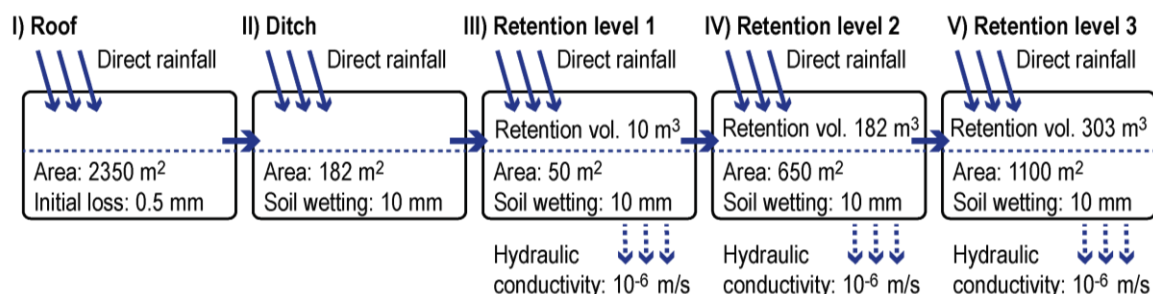 I) Roof
Direct rainfall
Area: 2350 m²
Initial loss: 0.5 mm
II) Ditch
Direct rainfall
Area: 182 m²
Soil wetting: 10 mm
III) Retention level 1
Direct rainfall
Retention vol. 10 m³
Area: 50 m²
Soil wetting: 10 mm
Hydraulic
conductivity: 10⁻⁶ m/s
IV) Retention level 2
Direct rainfall
Retention vol. 182 m³
Area: 650 m²
Soil wetting: 10 mm
Hydraulic
conductivity: 10⁻⁶ m/s
V) Retention level 3
Direct rainfall
Retention vol. 303 m³
Area: 1100 m²
Soil wetting: 10 mm
Hydraulic
conductivity: 10⁻⁶ m/s